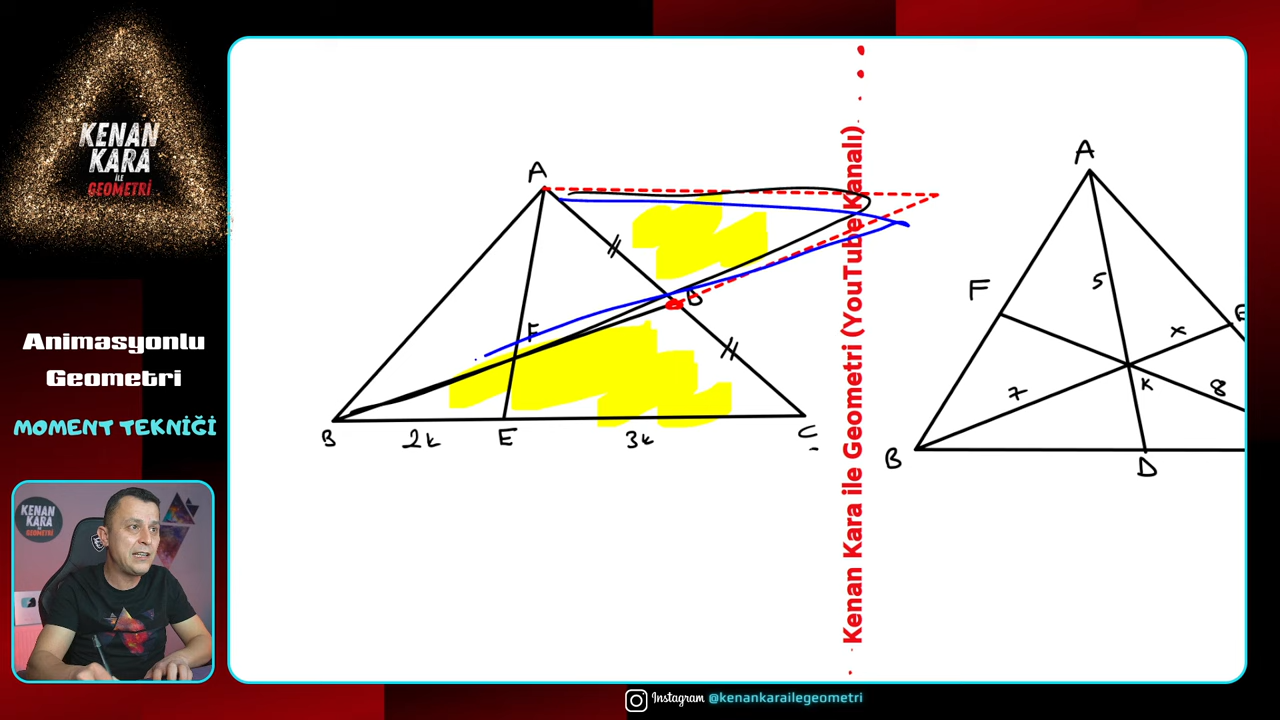 KENAN
KARA
İLE
GEOMETRİ
Animasyonlu
Geometri
MOMENT TEKNİĞİ
KENAN
KARA
GEOMETRİ
A
F
B 2k E 3k C
Kenan Kara ile Geometri (YouTube Kanalı)
A
F
5
x
7
K
8
B
D
Instagram @kenankarailegeometri